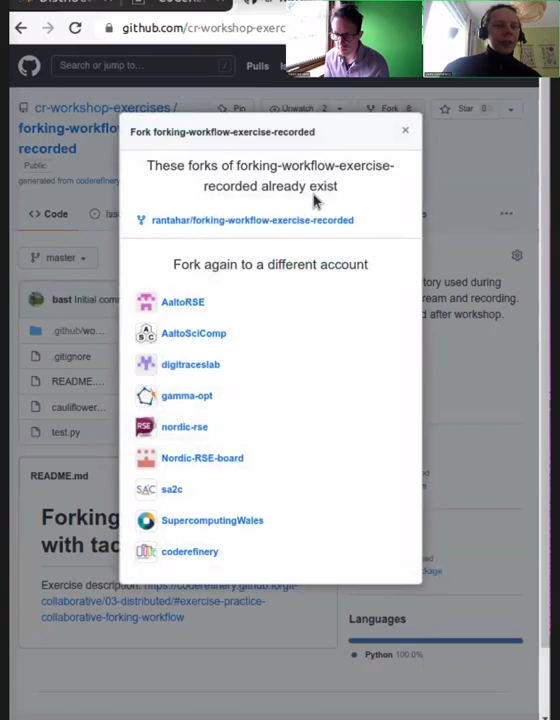 github.com/cr-workshop-exerc
Search or jump to...
/
Pulls
cr-workshop-exercises /
Pin
Unwatch 2
Fork 8
Star 0
forking-workflo
recorded
Public
generated from coderefinery
Code
master
bast Initial comm
.github/wo...
.gitignore
README....
cauliflower...
test.py
README.md
Exercise description: https://coderefinery.github.io/git-
collaborative/03-distributed/#exercise-practice-
collaborative-forking-workflow
Fork forking-workflow-exercise-recorded
×
These forks of forking-workflow-exercise-
recorded already exist
rantahar/forking-workflow-exercise-recorded
Fork again to a different account
AaltoRSE
AaltoSciComp
digitraceslab
gamma-opt
nordic-rse
Nordic-RSE-board
sa2c
SupercomputingWales
coderefinery
tory used during
ream and recording.
d after workshop.
Languages
Python 100.0%